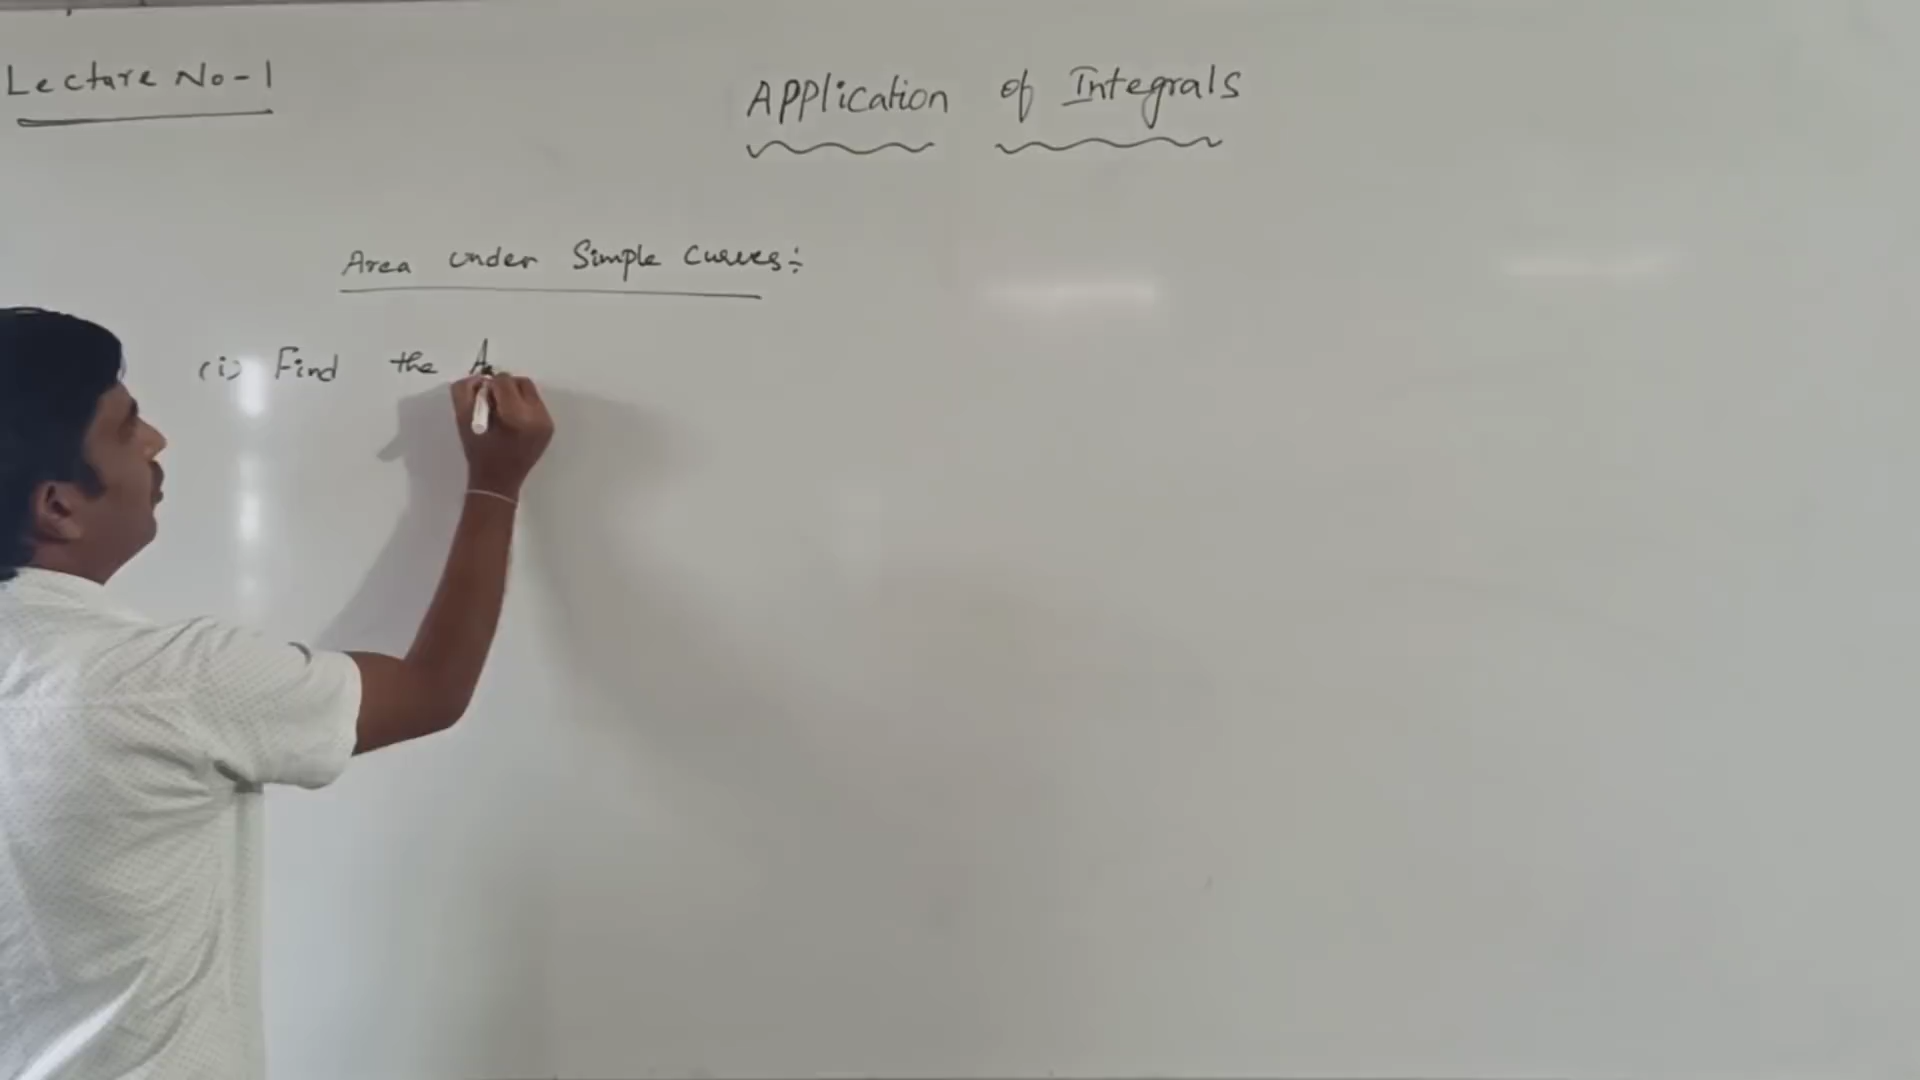 Lecture No-1
Application of Integrals
Area under Simple Curves:
(i) Find the